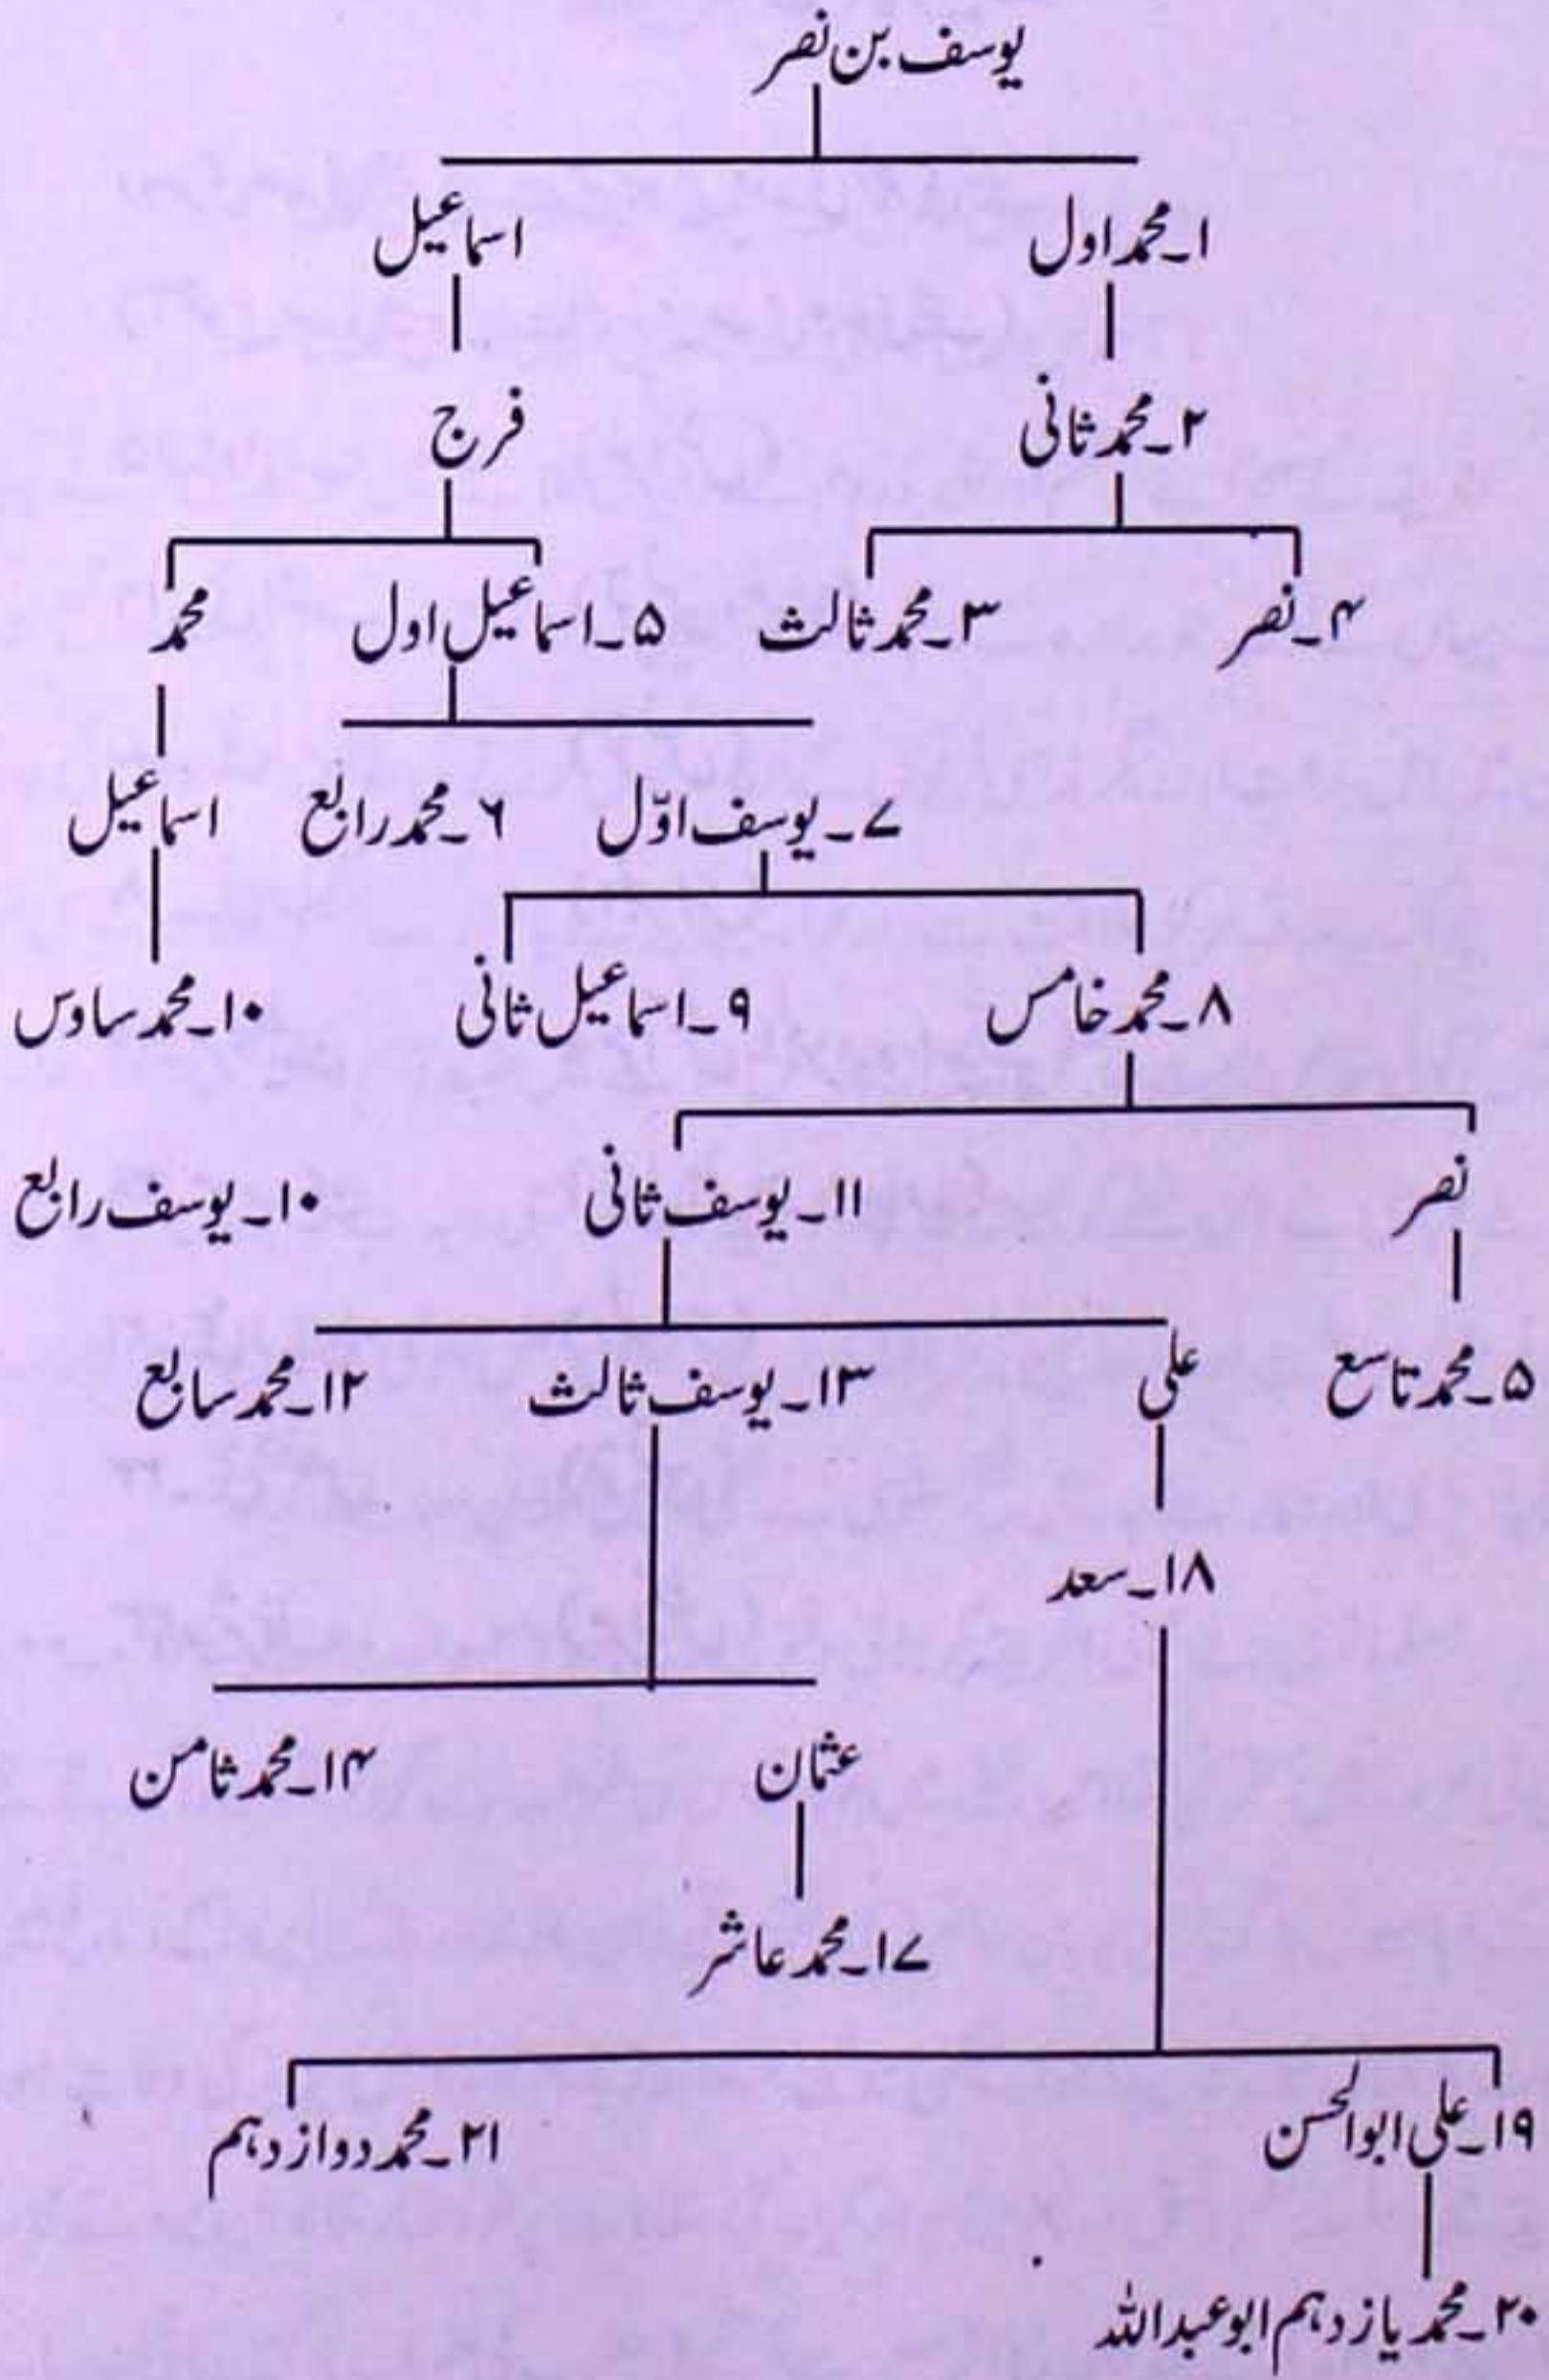 یوسف بن نصر
۱۔محمد اول
اسماعیل
۲۔محمد ثانی
فرج
۴۔نصر
۳۔محمد ثالث
۵۔اسماعیل اول
محمد
۷۔یوسف اوّل
۶۔محمد رابع
اسماعیل
۸۔محمد خامس
۹۔اسماعیل ثانی
۱۰۔محمد سادس
نصر
۱۱۔یوسف ثانی
۱۰۔یوسف رابع
۵۔محمد تاسع
علی
۱۳۔یوسف ثالث
۱۲۔محمد سابع
۱۸۔سعد
عثمان
۱۴۔محمد ثامن
۱۷۔محمد عاشر
۱۹۔علی ابوالحسن
۲۱۔محمد دوازدہم
۲۰۔محمد یازدہم ابوعبداللہ